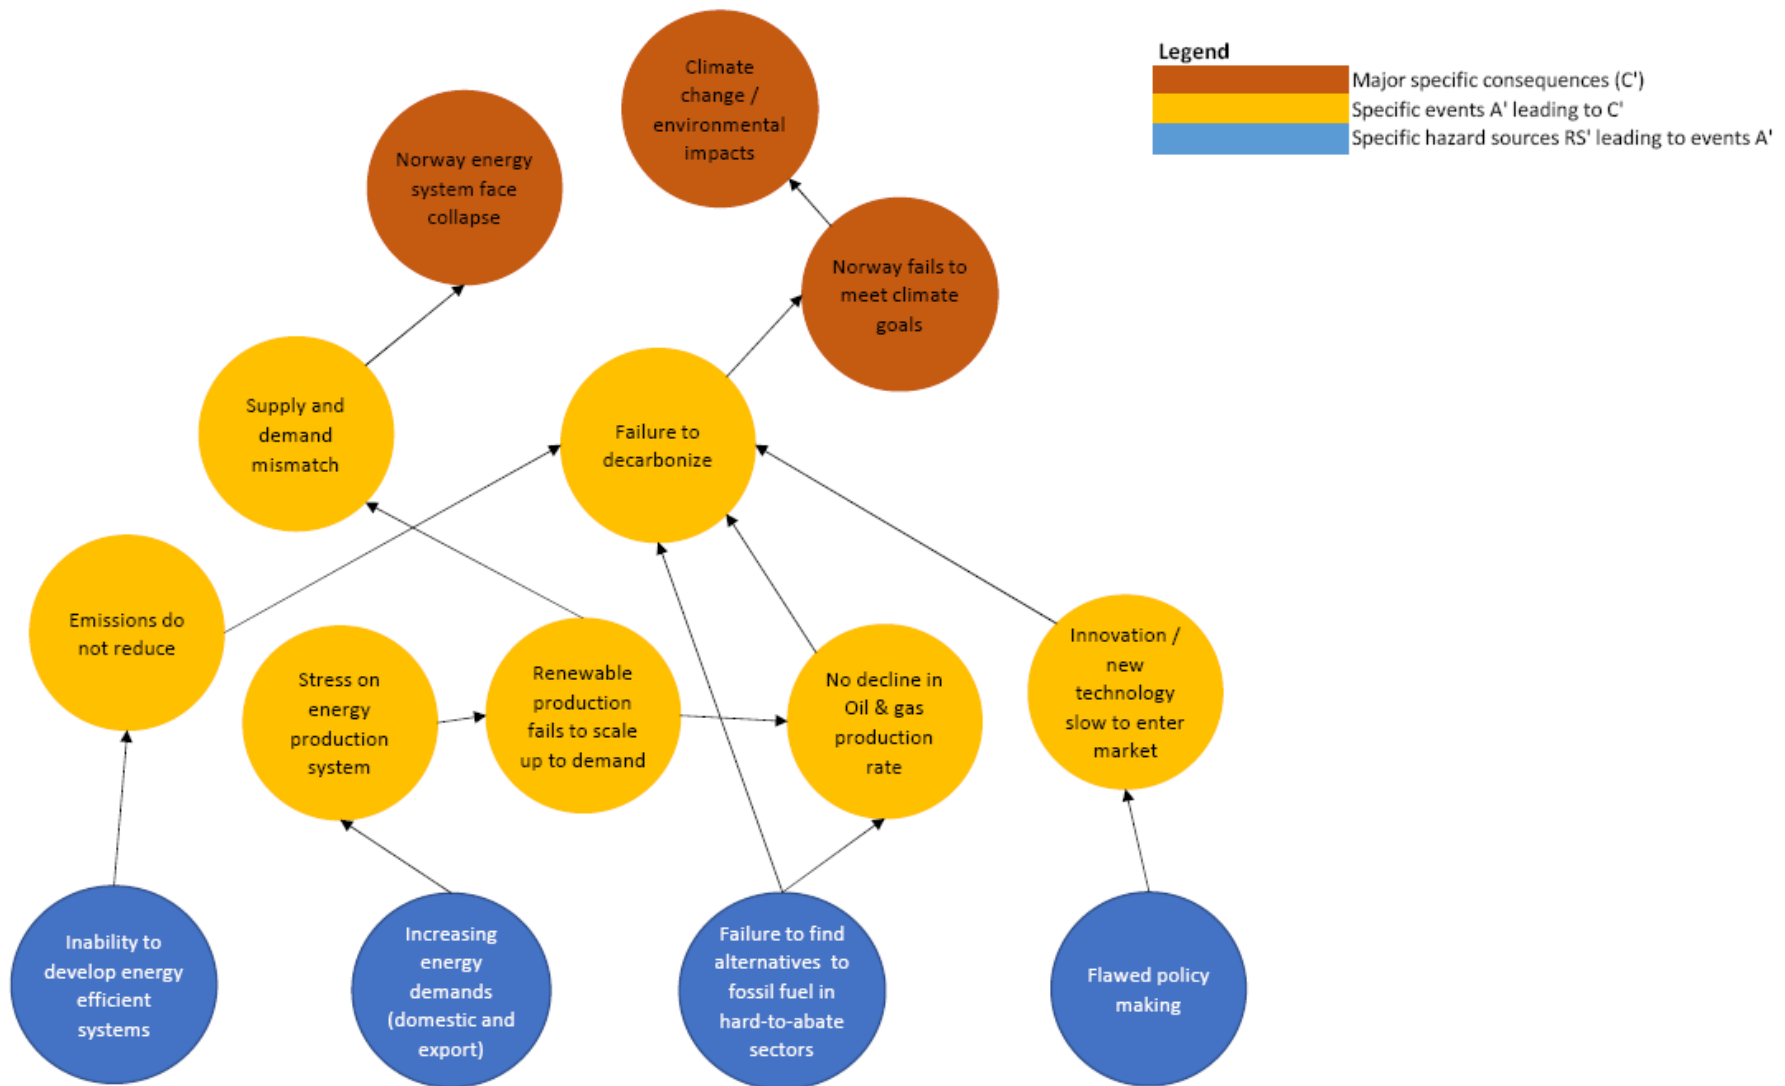 Legend
Major specific consequences (C')
Specific events A' leading to C'
Specific hazard sources RS' leading to events A'
Climate
change /
environmental
impacts
Norway energy
system face
collapse
Norway fails to
meet climate
goals
Supply and
demand
mismatch
Failure to
decarbonize
Emissions do
not reduce
Stress on
energy
production
system
Renewable
production
fails to scale
up to demand
No decline in
Oil & gas
production
rate
Innovation /
new
technology
slow to enter
market
Inability to
develop energy
efficient
systems
Increasing
energy
demands
(domestic and
export)
Failure to find
alternatives  to
fossil fuel in
hard-to-abate
sectors
Flawed policy
making